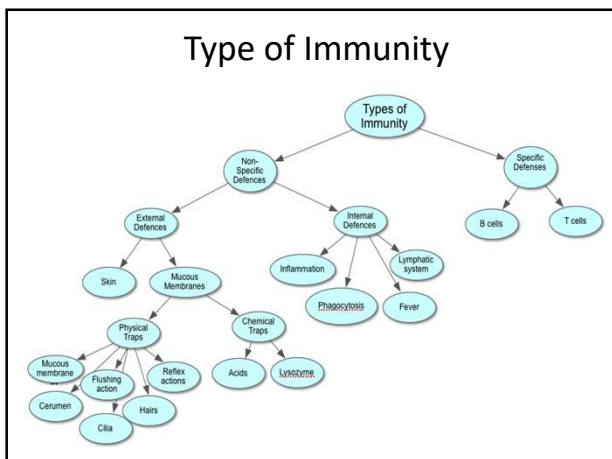 Type of Immunity
Types of
Immunity
Non-
Specific
Defences
Specific
Defenses
External
Defences
Internal
Defences
B cells
T cells
Skin
Mucous
Membranes
Inflammation
Lymphatic
system
Phagocytosis
Fever
Physical
Traps
Chemical
Traps
Mucous
membrane
...
Flushing
action
Reflex
actions
Acids
Lysozyme
Cerumen
Hairs
Cilia